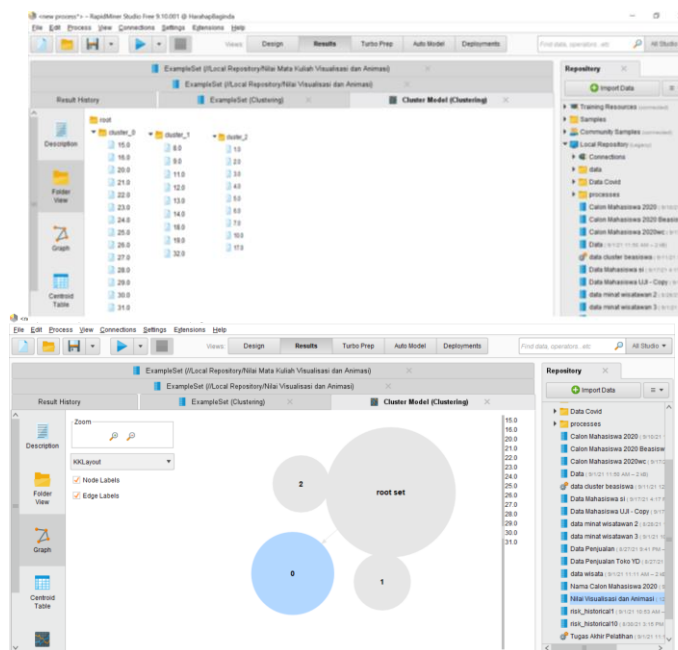 <new process*> – RapidMiner Studio Free 9.10.001 @ HarahapBaginda
File Edit Process View Connections Settings Extensions Help
Views: Design Results Turbo Prep Auto Model Deployments
Find data, operators...etc All Studio
ExampleSet (//Local Repository/Nilai Mata Kuliah Visualisasi dan Animasi)
ExampleSet (//Local Repository/Nilai Visualisasi dan Animasi)
Result History ExampleSet (Clustering) Cluster Model (Clustering)
Description
Folder View
Graph
Centroid Table
root
cluster_0
15.0
16.0
20.0
21.0
22.0
23.0
24.0
25.0
26.0
27.0
28.0
29.0
30.0
31.0
cluster_1
8.0
9.0
11.0
12.0
13.0
14.0
18.0
19.0
32.0
cluster_2
1.0
2.0
3.0
4.0
5.0
6.0
7.0
10.0
17.0
Repository
Import Data
Training Resources (connected)
Samples
Community Samples (connected)
Local Repository (Legacy)
Connections
data
Data Covid
processes
Calon Mahasiswa 2020
Calon Mahasiswa 2020 Beasis
Calon Mahasiswa 2020wc
Data
data cluster beasiswa
Data Mahasiswa si
Data Mahasiswa UJI - Copy
data minat wisatawan 2
data minat wisatawan 3
File Edit Process View Connections Settings Extensions Help
Views: Design Results Turbo Prep Auto Model Deployments
Find data, operators...etc All Studio
ExampleSet (//Local Repository/Nilai Mata Kuliah Visualisasi dan Animasi)
ExampleSet (//Local Repository/Nilai Visualisasi dan Animasi)
Result History ExampleSet (Clustering) Cluster Model (Clustering)
Description
Folder View
Graph
Centroid Table
Zoom
KKLayout
Node Labels
Edge Labels
2
root set
0
1
15.0
16.0
20.0
21.0
22.0
23.0
24.0
25.0
26.0
27.0
28.0
29.0
30.0
31.0
Repository
Import Data
Data Covid
processes
Calon Mahasiswa 2020
Calon Mahasiswa 2020 Beasisw
Calon Mahasiswa 2020wc
Data
data cluster beasiswa
Data Mahasiswa si
Data Mahasiswa UJI - Copy
data minat wisatawan 2
data minat wisatawan 3
Data Penjualan
Data Penjualan Toko YD
data wisata
Nama Calon Mahasiswa 2020
Nilai Visualisasi dan Animasi
risk_historical1
risk_historical10
Tugas Akhir Pelatihan